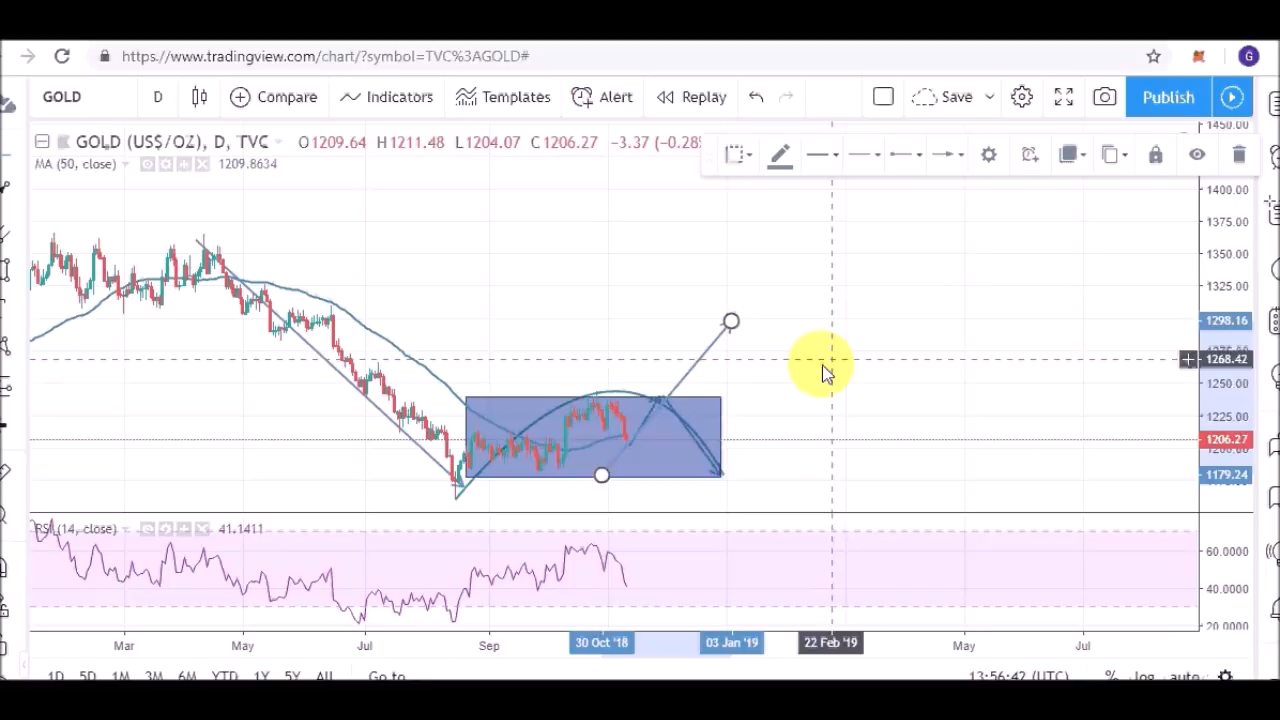 https://www.tradingview.com/chart/?symbol=TVC%3AGOLD#
G
GOLD D Compare Indicators Templates Alert Replay Save Publish
GOLD (US$/OZ), D, TVC O1209.64 H1211.48 L1204.07 C1206.27 −3.37 (−0.28
MA (50, close) 1209.8634
1450.00
1400.00
1375.00
1350.00
1325.00
1298.16
1268.42
1250.00
1225.00
1206.27
1179.24
RSI (14, close) 41.1411
60.0000
40.0000
20.0000
Mar May Jul Sep 30 Oct '18 03 Jan '19 22 Feb '19 May Jul
1D 5D 1M 3M 6M YTD 1Y 5Y All Go to 13:56:42 (UTC) % log auto